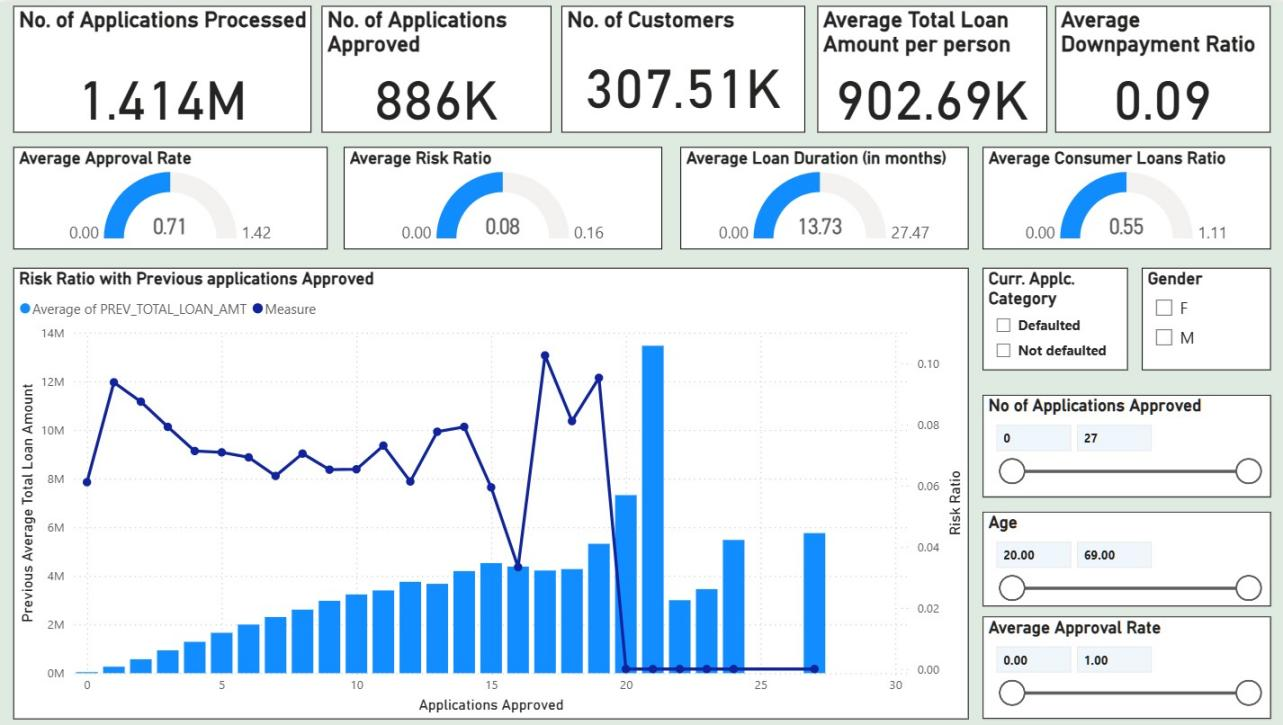 No. of Applications Processed
1.414M
No. of Applications
Approved
886K
No. of Customers
307.51K
Average Total Loan
Amount per person
902.69K
Average
Downpayment Ratio
0.09
Average Approval Rate
0.71
0.00
1.42
Average Risk Ratio
0.08
0.00
0.16
Average Loan Duration (in months)
13.73
0.00
27.47
Average Consumer Loans Ratio
0.55
0.00
1.11
Risk Ratio with Previous applications Approved
Average of PREV_TOTAL_LOAN_AMT Measure
Previous Average Total Loan Amount
14M
12M
10M
8M
6M
4M
2M
0M
0.10
0.08
0.06
0.04
0.02
0.00
Risk Ratio
0 5 10 15 20 25 30
Applications Approved
Curr. Applc.
Category
Defaulted
Not defaulted
Gender
F
M
No of Applications Approved
0 27
Age
20.00 69.00
Average Approval Rate
0.00 1.00